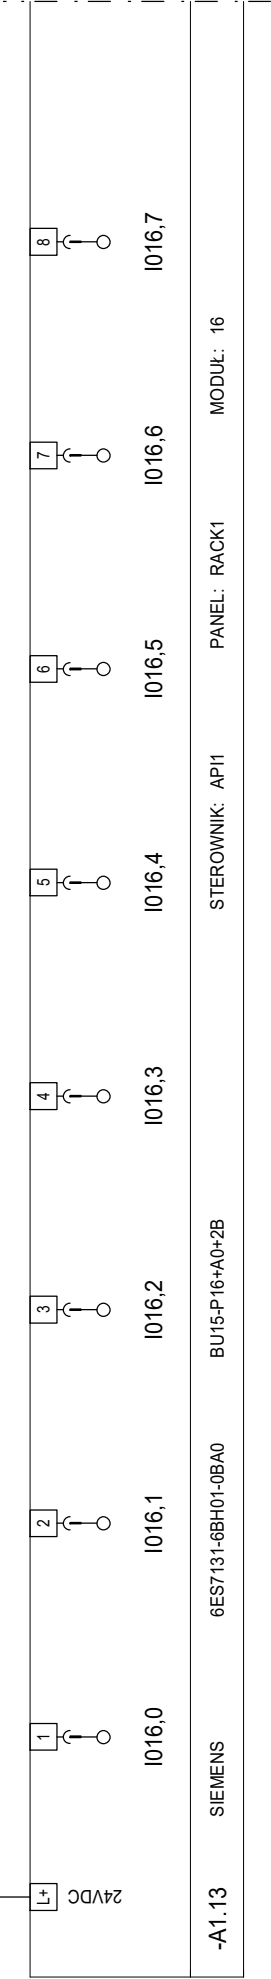 L+ 1 2 3 4 5 6 7 8
24VDC
I016,0 I016,1 I016,2 I016,3 I016,4 I016,5 I016,6 I016,7
-A1.13 SIEMENS 6ES7131-6BH01-0BA0 BU15-P16+A0+2B STEROWNIK: API1 PANEL: RACK1 MODUŁ: 16